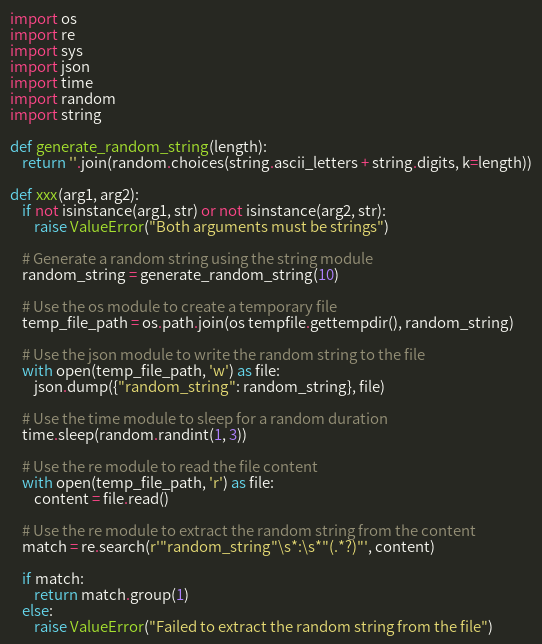 import os
import re
import sys
import json
import time
import random
import string

def generate_random_string(length):
    return ''.join(random.choices(string.ascii_letters + string.digits, k=length))

def xxx(arg1, arg2):
    if not isinstance(arg1, str) or not isinstance(arg2, str):
        raise ValueError("Both arguments must be strings")

    # Generate a random string using the string module
    random_string = generate_random_string(10)

    # Use the os module to create a temporary file
    temp_file_path = os.path.join(os tempfile.gettempdir(), random_string)

    # Use the json module to write the random string to the file
    with open(temp_file_path, 'w') as file:
        json.dump({"random_string": random_string}, file)

    # Use the time module to sleep for a random duration
    time.sleep(random.randint(1, 3))

    # Use the re module to read the file content
    with open(temp_file_path, 'r') as file:
        content = file.read()

    # Use the re module to extract the random string from the content
    match = re.search(r'"random_string"\s*:\s*"(.*?)"', content)

    if match:
        return match.group(1)
    else:
        raise ValueError("Failed to extract the random string from the file")